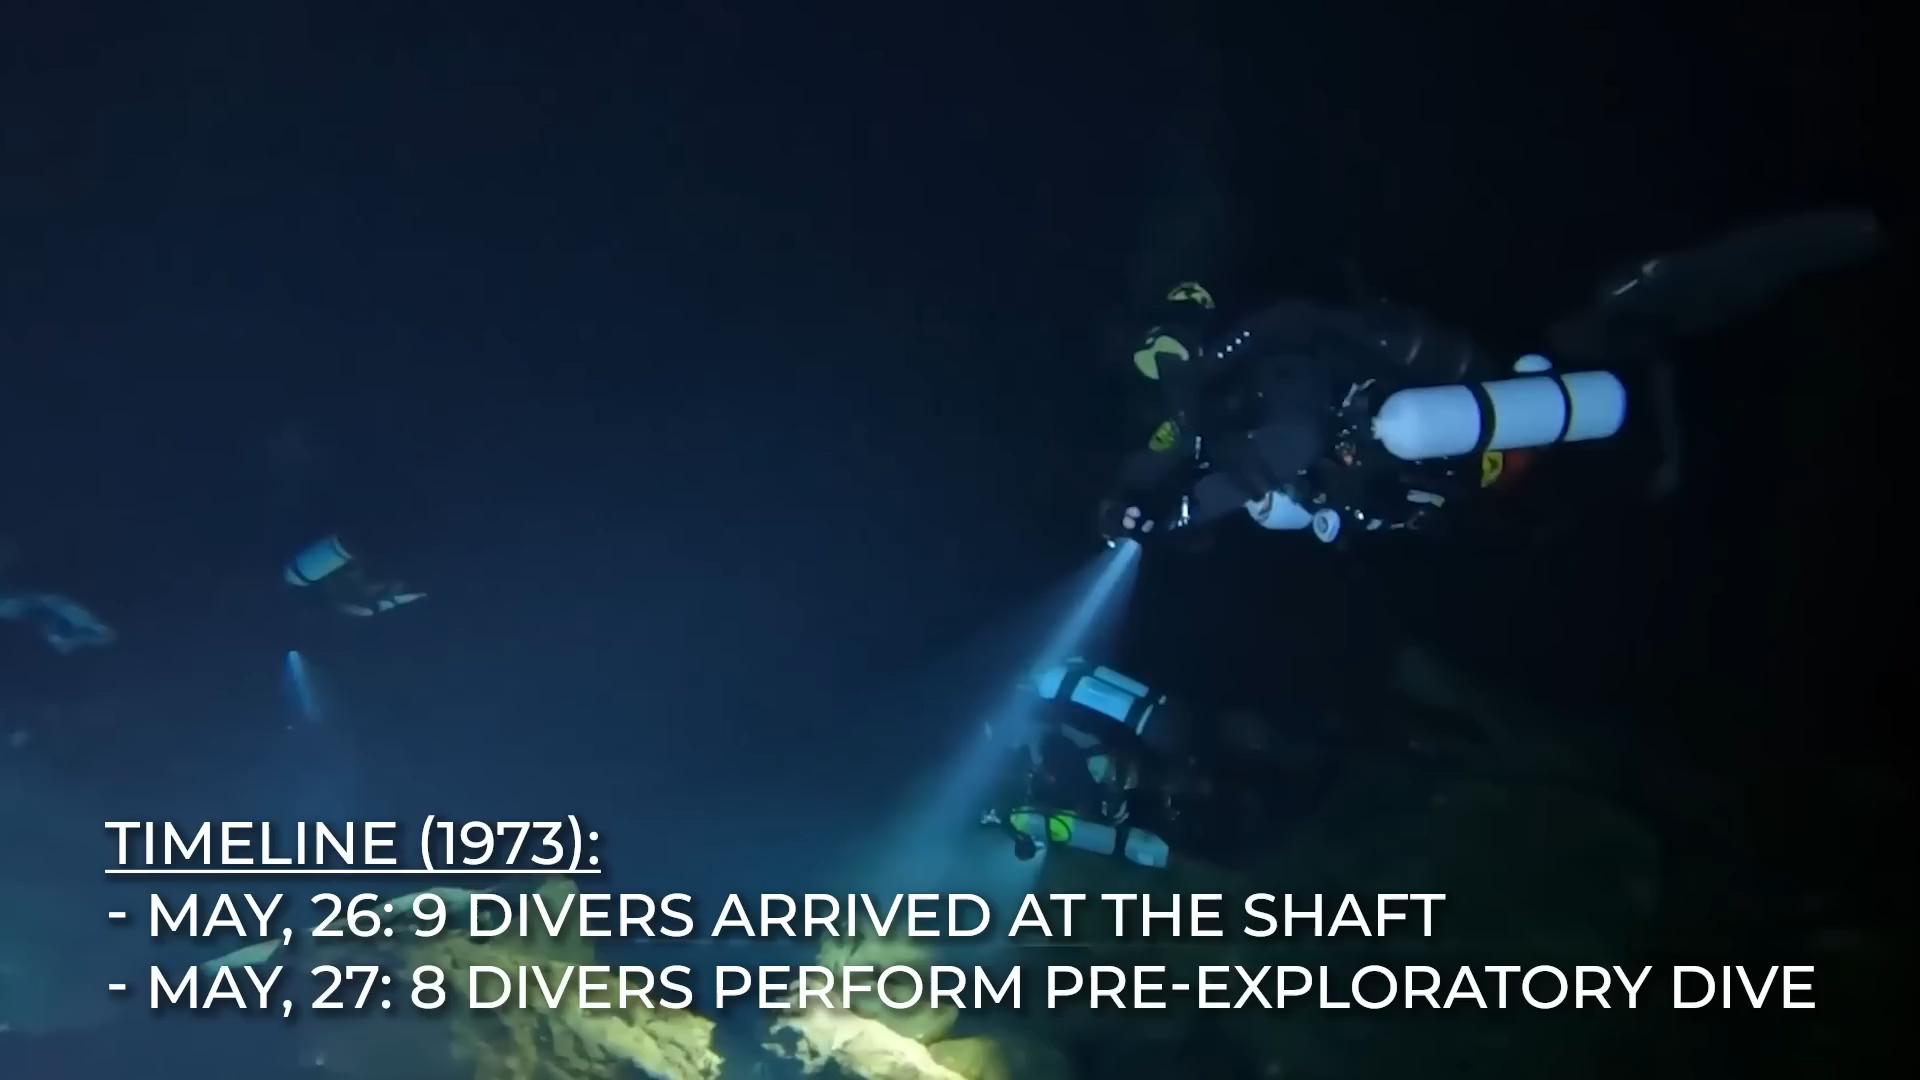 TIMELINE (1973):
- MAY, 26: 9 DIVERS ARRIVED AT THE SHAFT
- MAY, 27: 8 DIVERS PERFORM PRE-EXPLORATORY DIVE